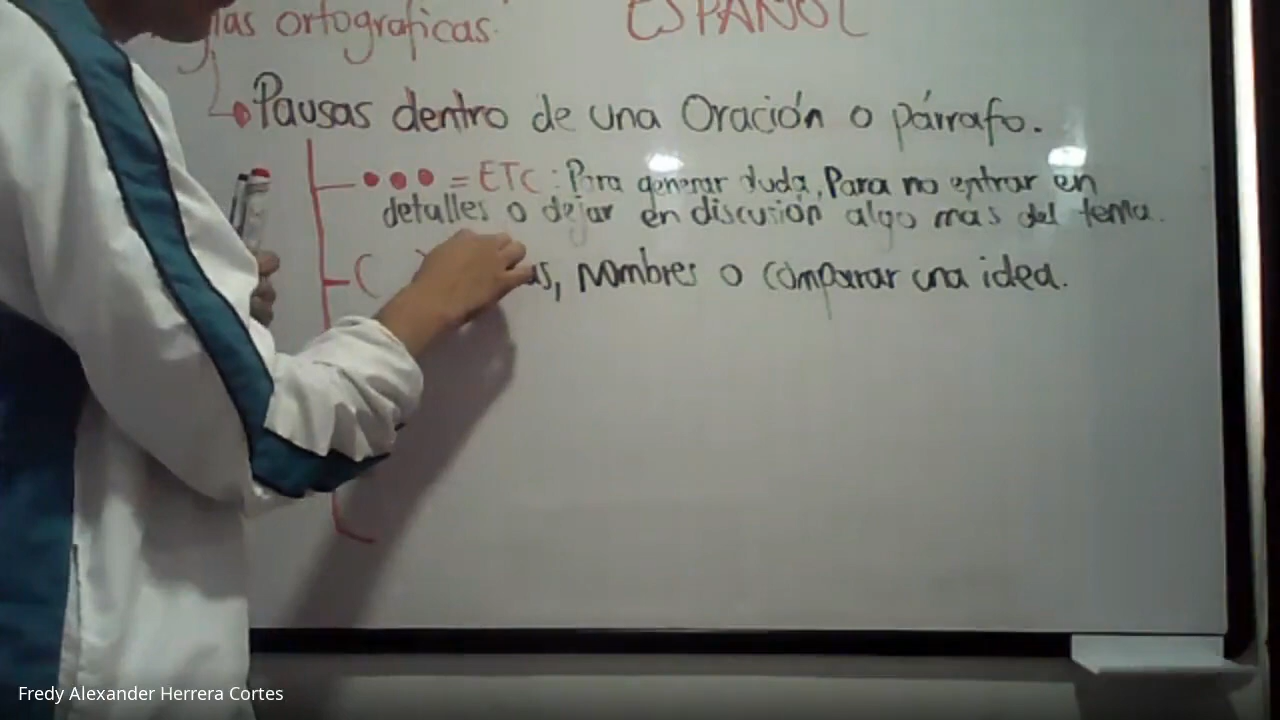 las ortograficas. ESPAÑOL
Pausas dentro de una Oración o párrafo.
••• = ETC : Para generar duda, Para no entrar en
detalles o dejar en discusión algo mas del tema.
( , nombres o comparar una idea.
Fredy Alexander Herrera Cortes